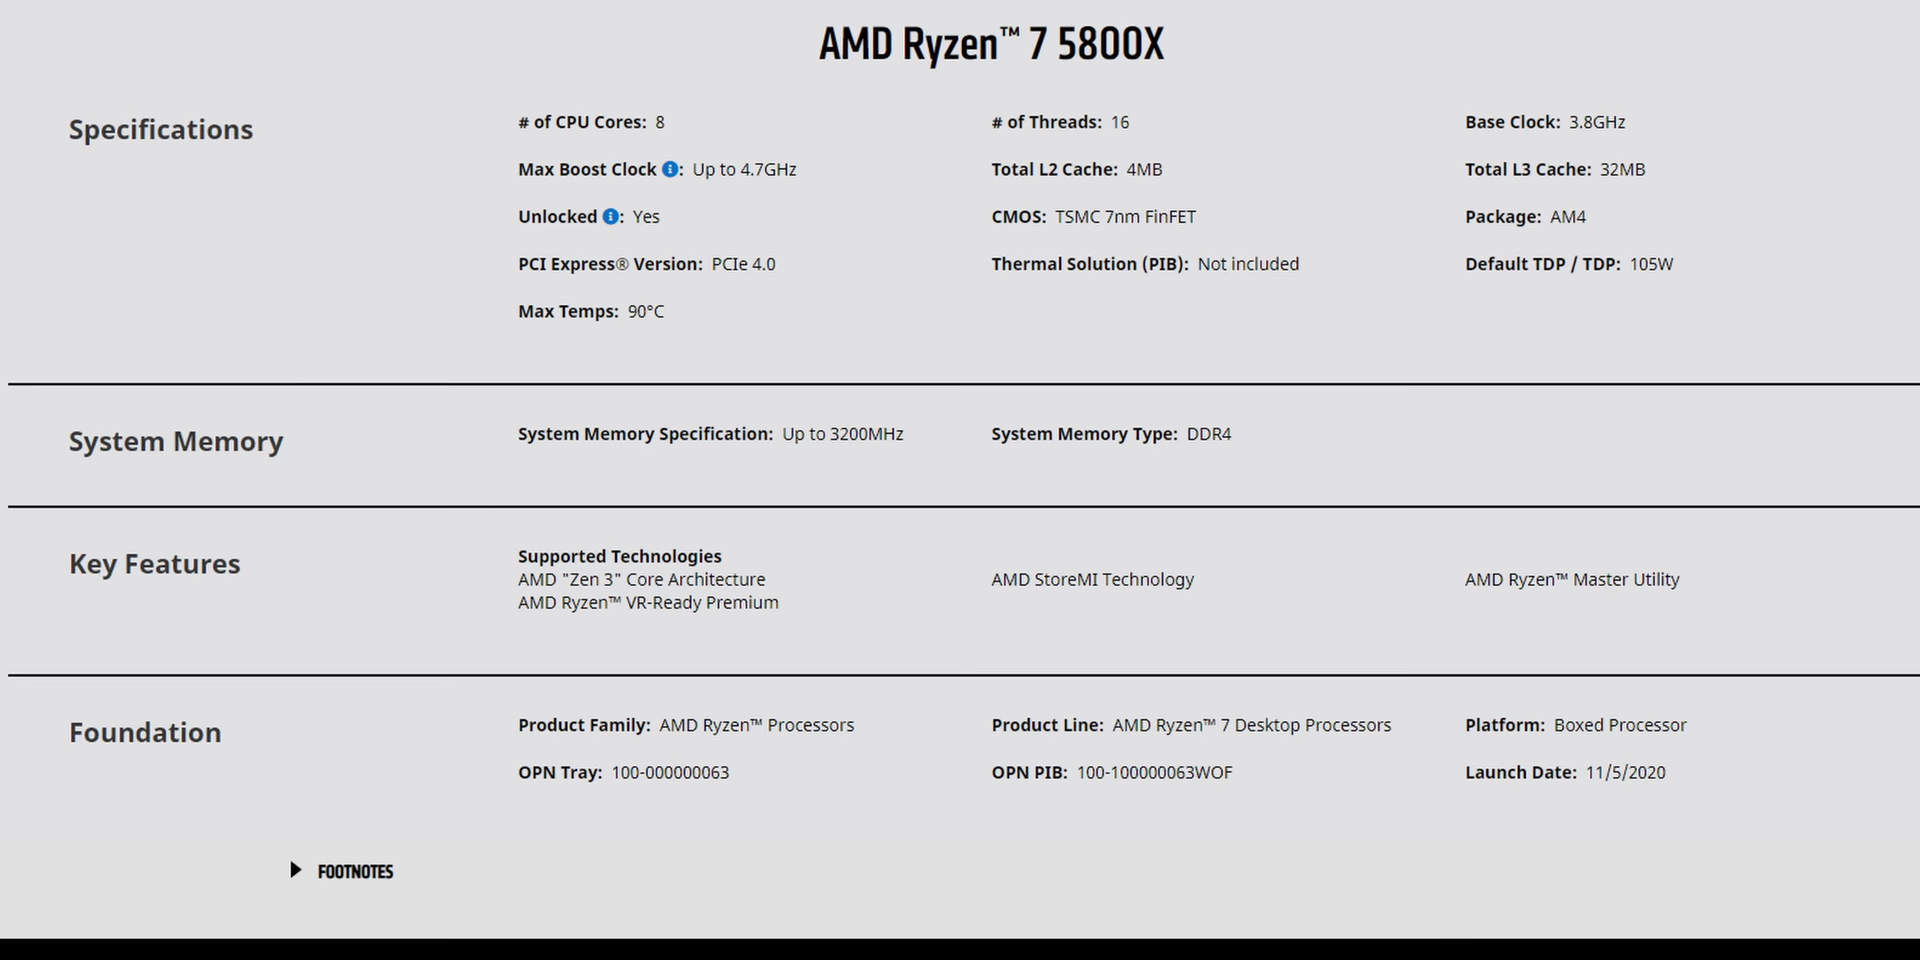 AMD Ryzen™ 7 5800X
Specifications
# of CPU Cores: 8
# of Threads: 16
Base Clock: 3.8GHz
Max Boost Clock i: Up to 4.7GHz
Total L2 Cache: 4MB
Total L3 Cache: 32MB
Unlocked i: Yes
CMOS: TSMC 7nm FinFET
Package: AM4
PCI Express® Version: PCIe 4.0
Thermal Solution (PIB): Not included
Default TDP / TDP: 105W
Max Temps: 90°C
System Memory
System Memory Specification: Up to 3200MHz
System Memory Type: DDR4
Key Features
Supported Technologies
AMD "Zen 3" Core Architecture
AMD StoreMI Technology
AMD Ryzen™ Master Utility
AMD Ryzen™ VR-Ready Premium
Foundation
Product Family: AMD Ryzen™ Processors
Product Line: AMD Ryzen™ 7 Desktop Processors
Platform: Boxed Processor
OPN Tray: 100-000000063
OPN PIB: 100-100000063WOF
Launch Date: 11/5/2020
FOOTNOTES